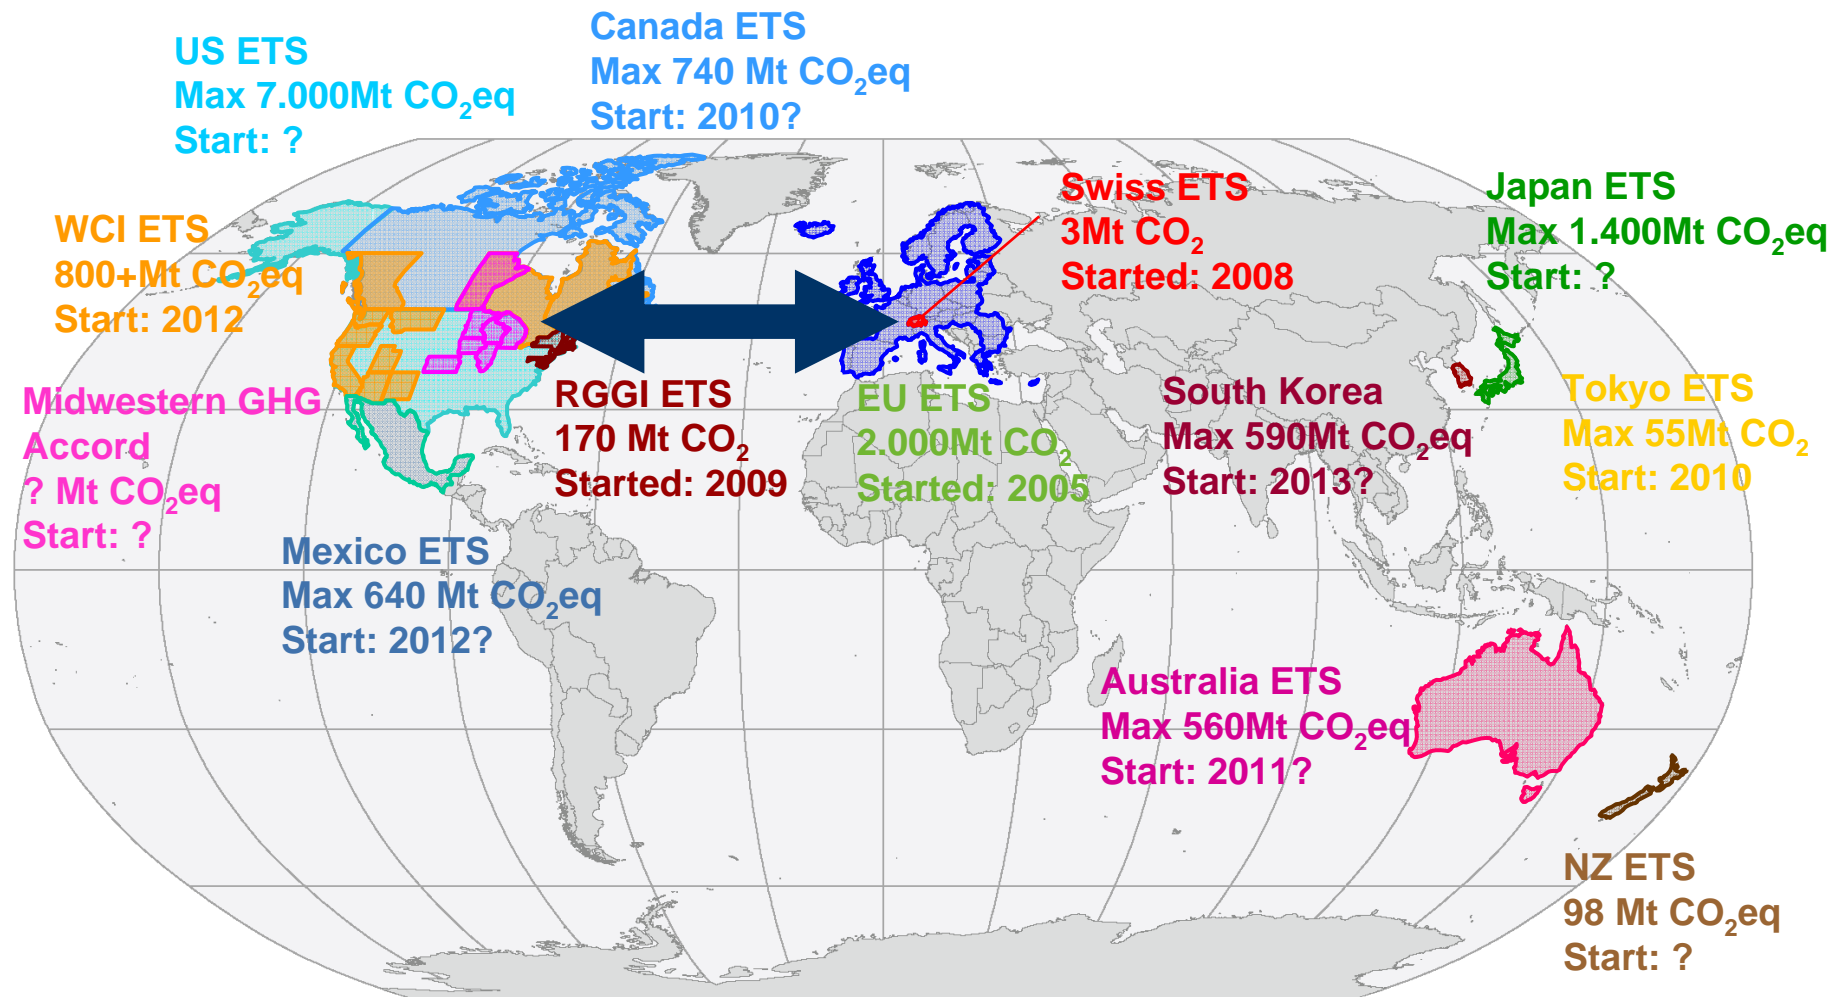 US ETS
Max 7.000Mt CO₂eq
Start: ?
Canada ETS
Max 740 Mt CO₂eq
Start: 2010?
WCI ETS
800+Mt CO₂eq
Start: 2012
Swiss ETS
3Mt CO₂
Started: 2008
Japan ETS
Max 1.400Mt CO₂eq
Start: ?
Midwestern GHG
Accord
? Mt CO₂eq
Start: ?
RGGI ETS
170 Mt CO₂
Started: 2009
EU ETS
2.000Mt CO₂
Started: 2005
South Korea
Max 590Mt CO₂eq
Start: 2013?
Tokyo ETS
Max 55Mt CO₂
Start: 2010
Mexico ETS
Max 640 Mt CO₂eq
Start: 2012?
Australia ETS
Max 560Mt CO₂eq
Start: 2011?
NZ ETS
98 Mt CO₂eq
Start: ?